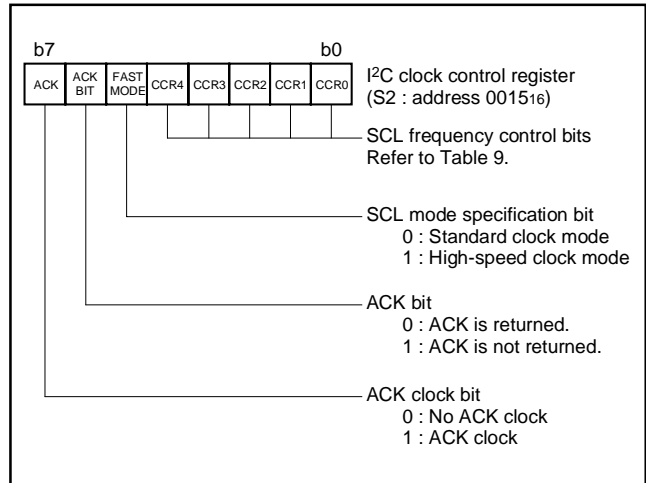 b7 b0
ACK ACK BIT FAST MODE CCR4 CCR3 CCR2 CCR1 CCR0
I²C clock control register
(S2 : address 0015₁₆)
SCL frequency control bits
Refer to Table 9.
SCL mode specification bit
0 : Standard clock mode
1 : High-speed clock mode
ACK bit
0 : ACK is returned.
1 : ACK is not returned.
ACK clock bit
0 : No ACK clock
1 : ACK clock